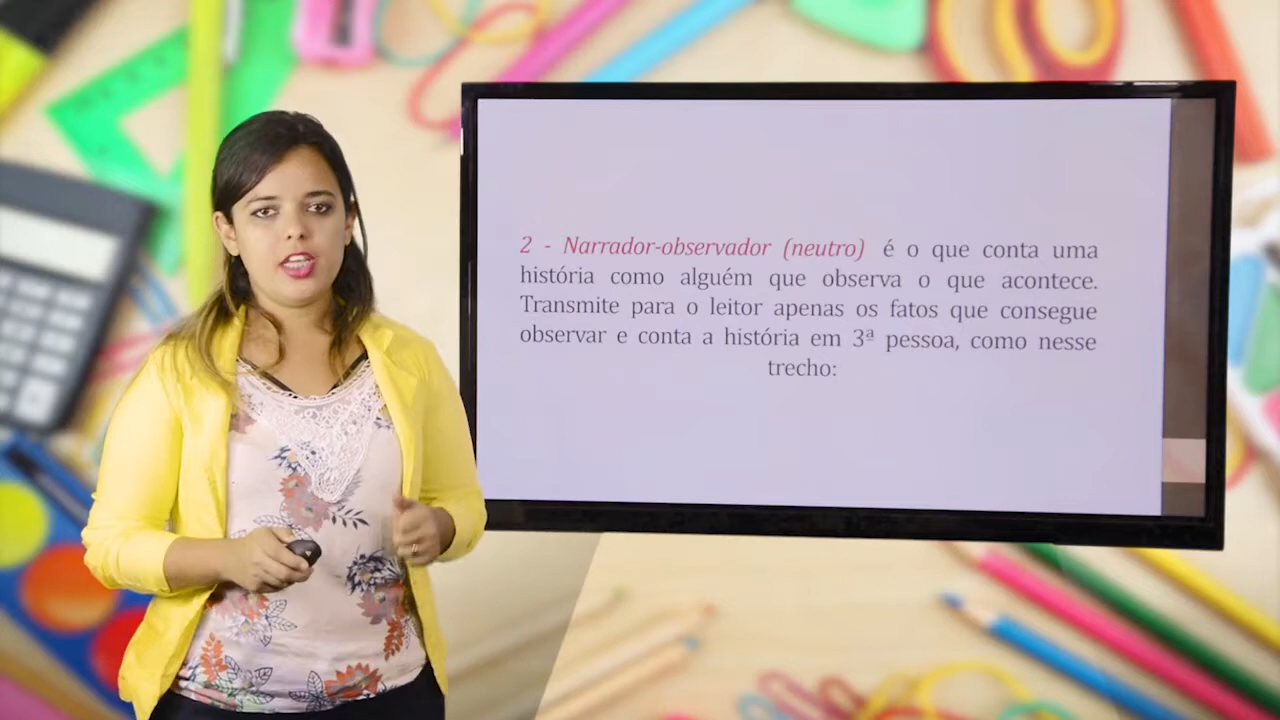 2 - Narrador-observador (neutro) é o que conta uma
história como alguém que observa o que acontece.
Transmite para o leitor apenas os fatos que consegue
observar e conta a história em 3ª pessoa, como nesse
trecho: